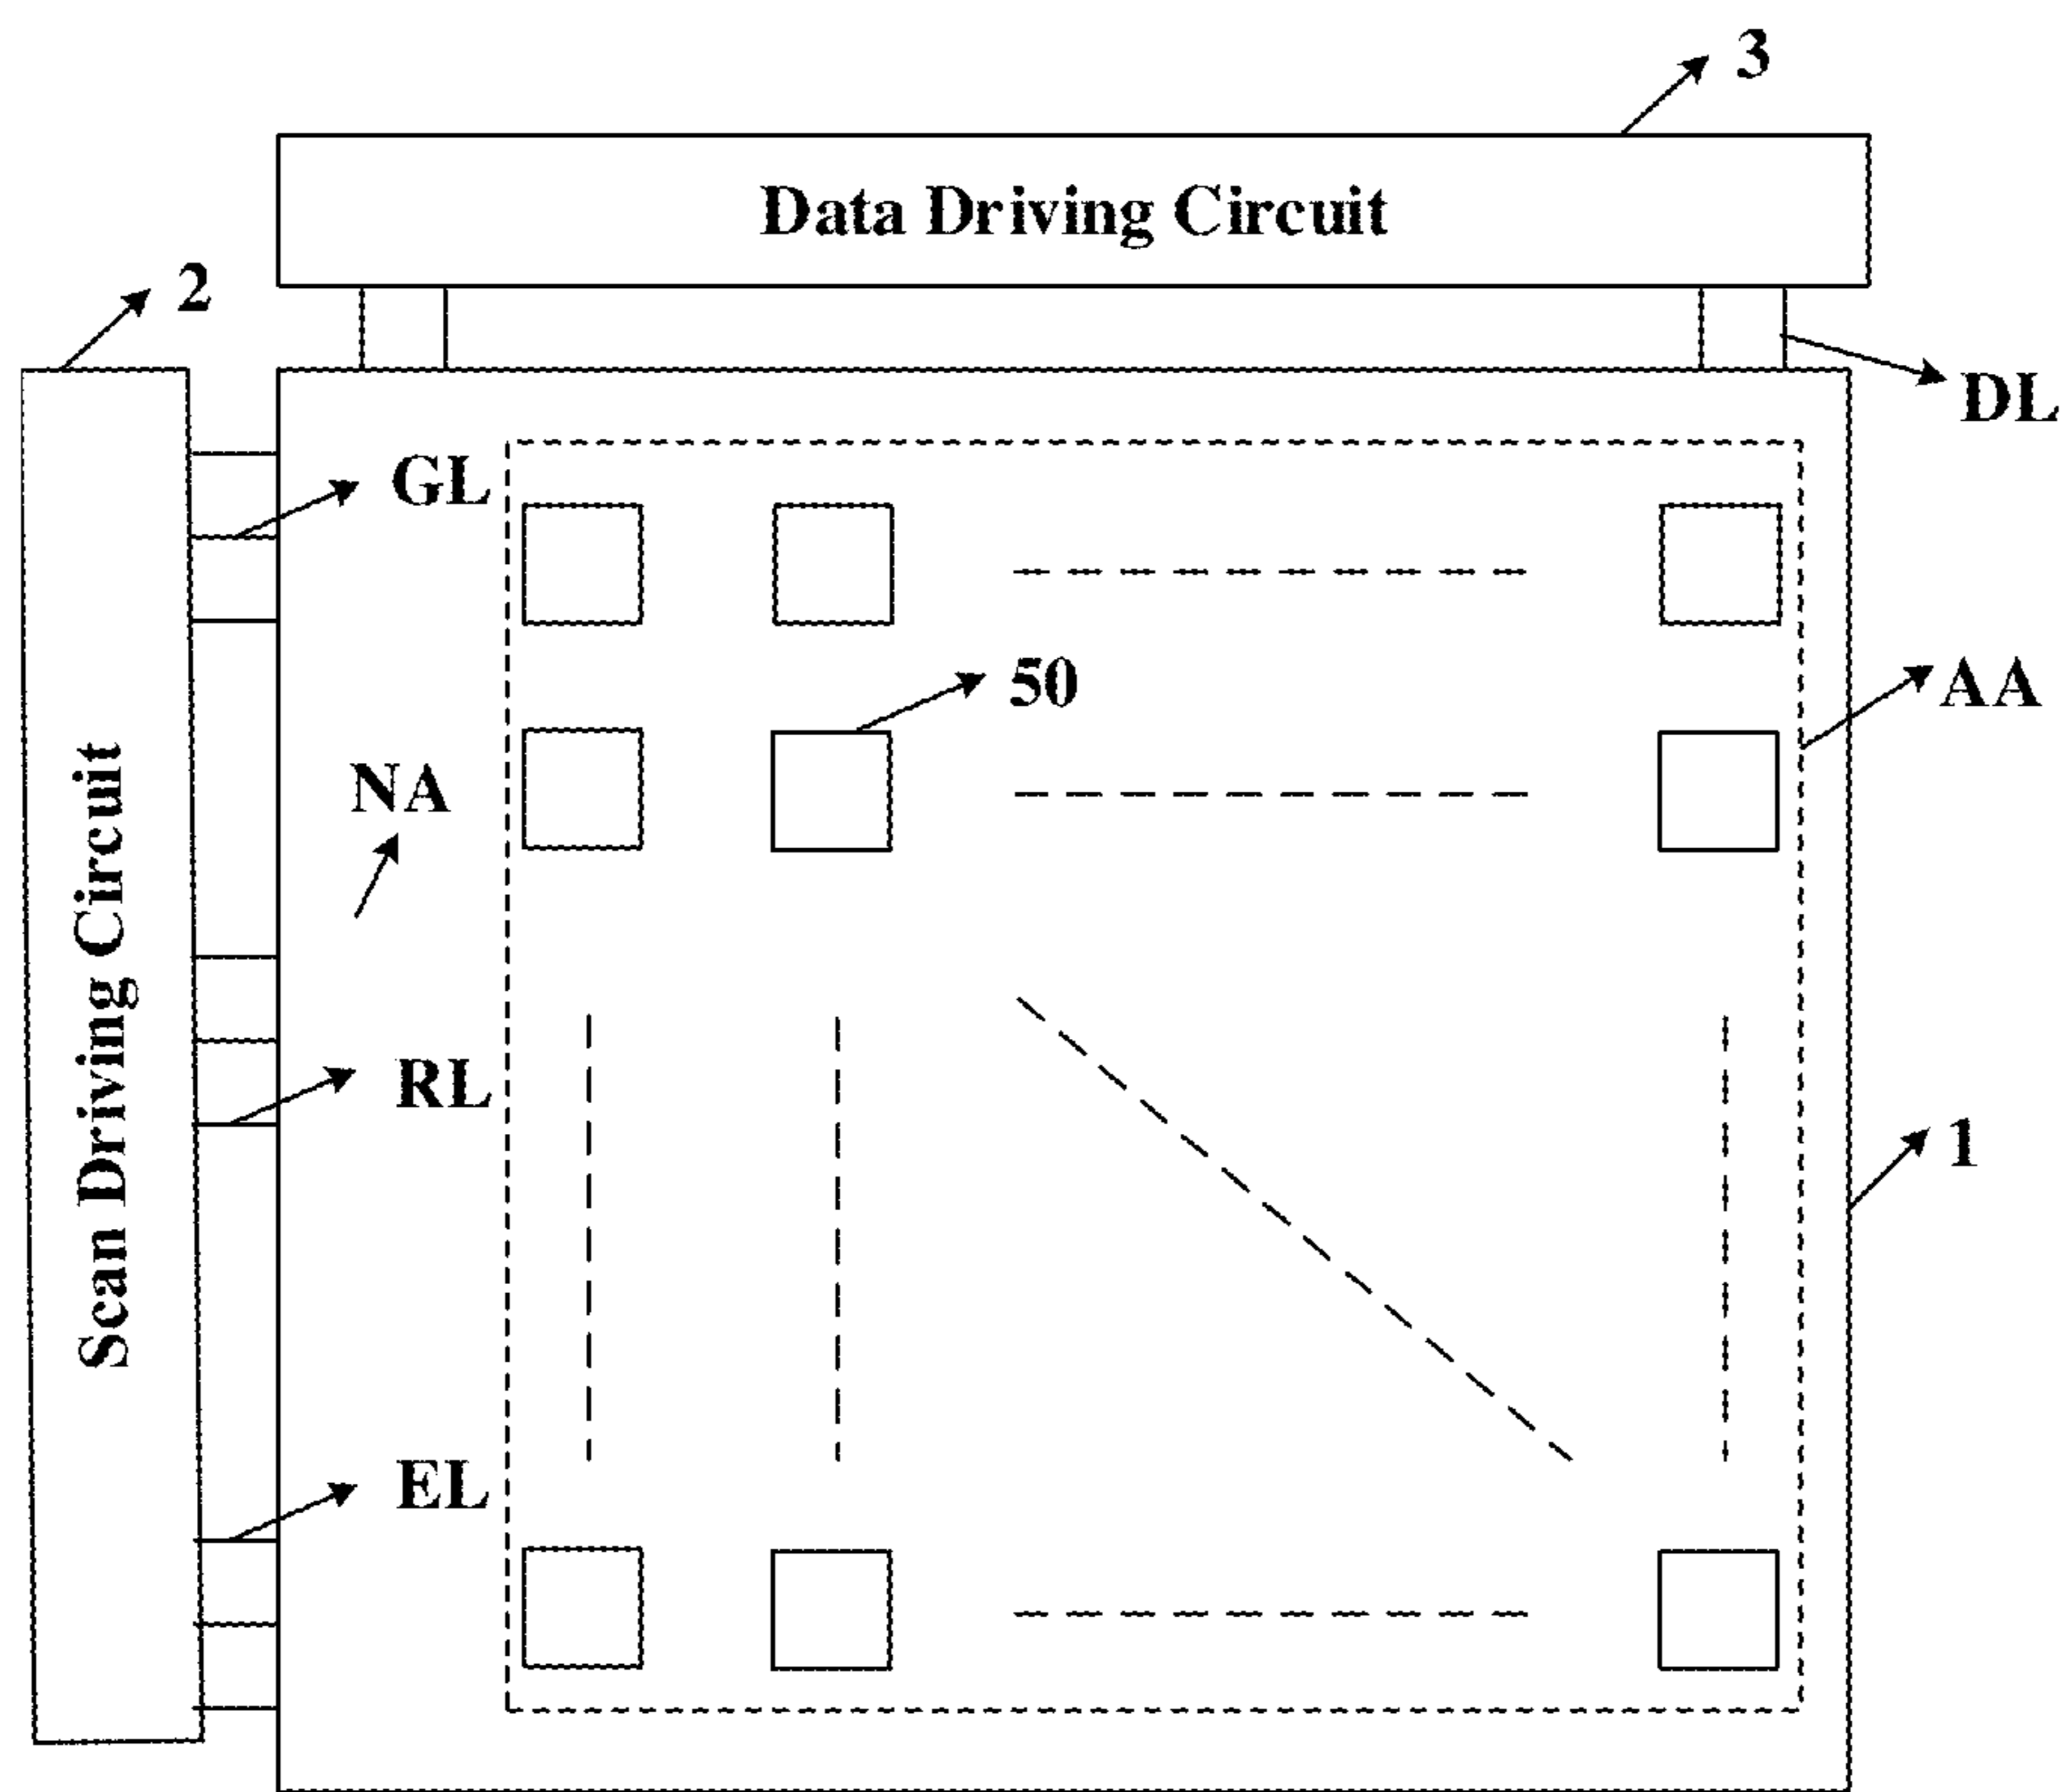 3
Data Driving Circuit
2
DL
GL
50
AA
NA
Scan Driving Circuit
RL
1
EL